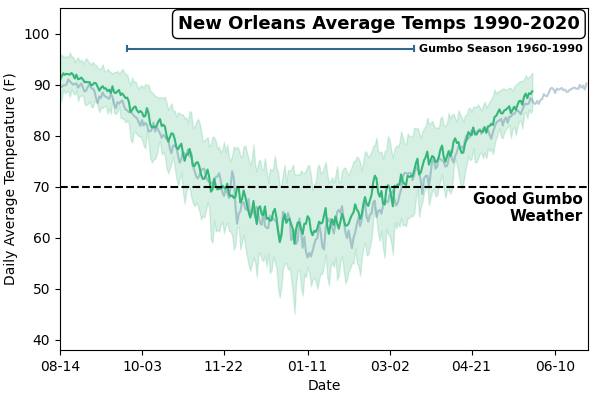 New Orleans Average Temps 1990-2020
Gumbo Season 1960-1990
Daily Average Temperature (F)
100
90
80
70
60
50
40
Good Gumbo
Weather
08-14
10-03
11-22
01-11
03-02
04-21
06-10
Date